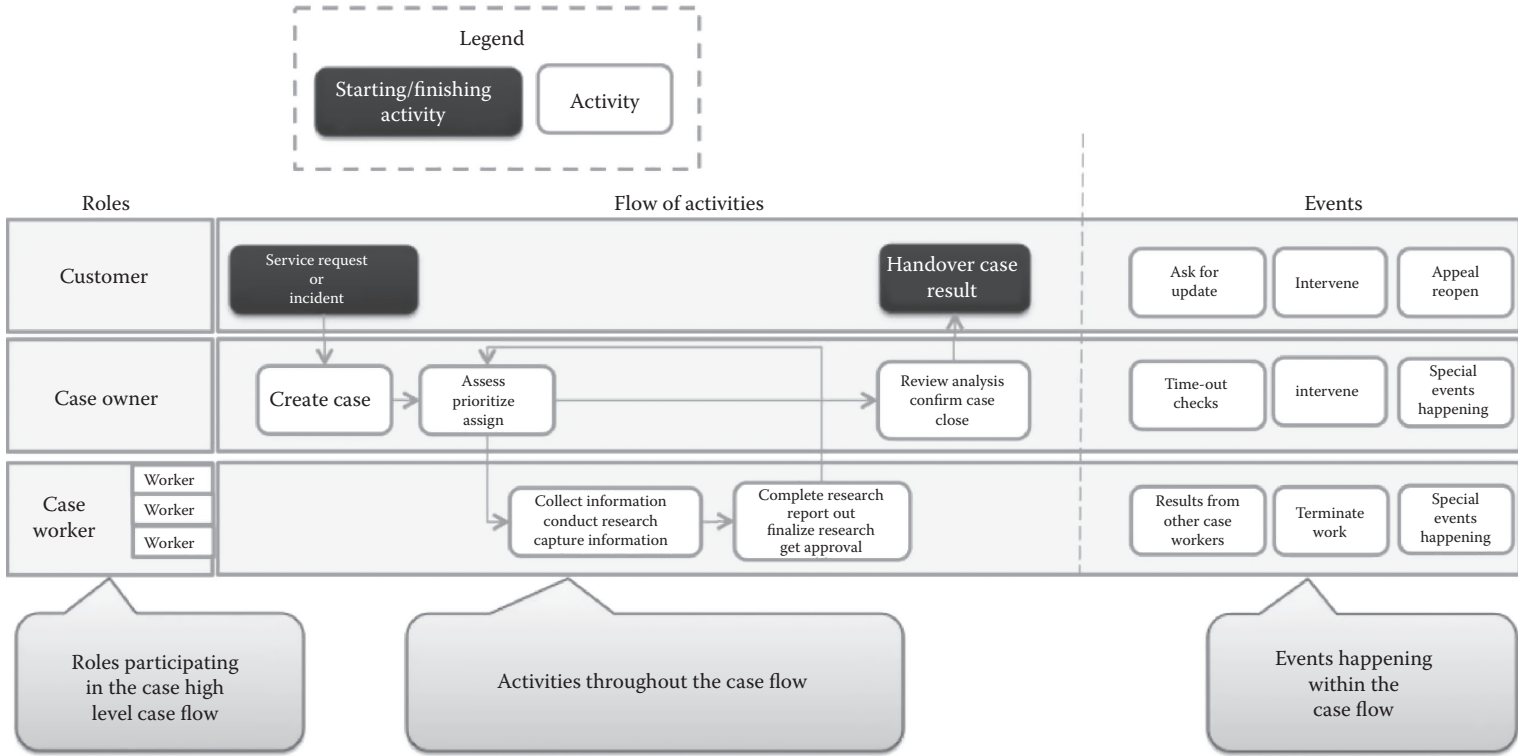 Legend
Starting/finishing
activity
Activity
Roles
Flow of activities
Events
Customer
Service request
or
incident
Handover case
result
Ask for
update
Intervene
Appeal
reopen
Case owner
Create case
Assess
prioritize
assign
Review analysis
confirm case
close
Time-out
checks
intervene
Special
events
happening
Case
worker
Worker
Worker
Worker
Collect information
conduct research
capture information
Complete research
report out
finalize research
get approval
Results from
other case
workers
Terminate
work
Special
events
happening
Roles participating
in the case high
level case flow
Activities throughout the case flow
Events happening
within the
case flow